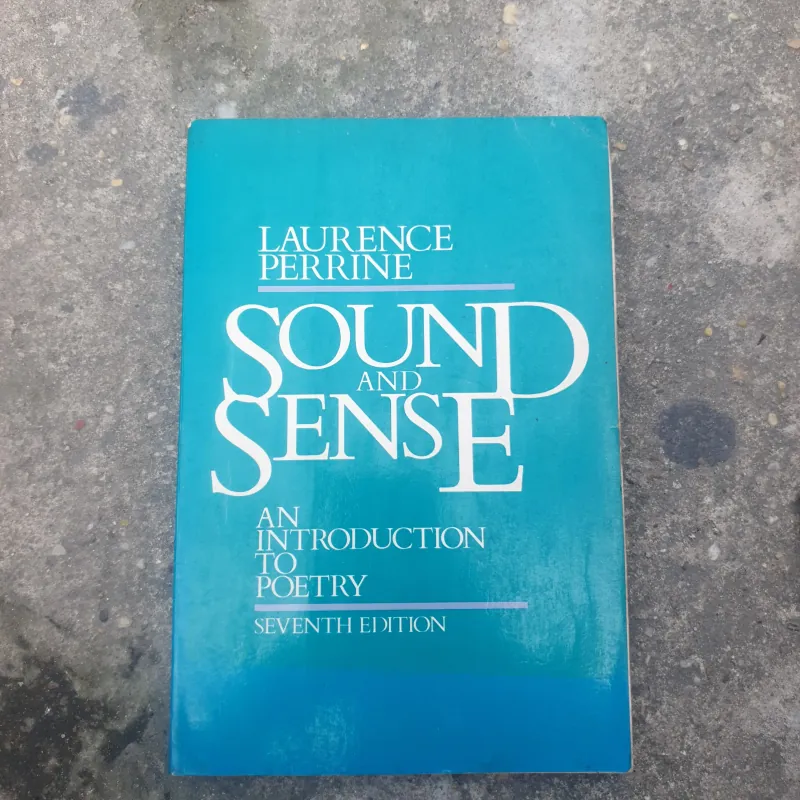 LAURENCE
PERRINE
SOUND
AND
SENSE
AN
INTRODUCTION
TO
POETRY
SEVENTH EDITION